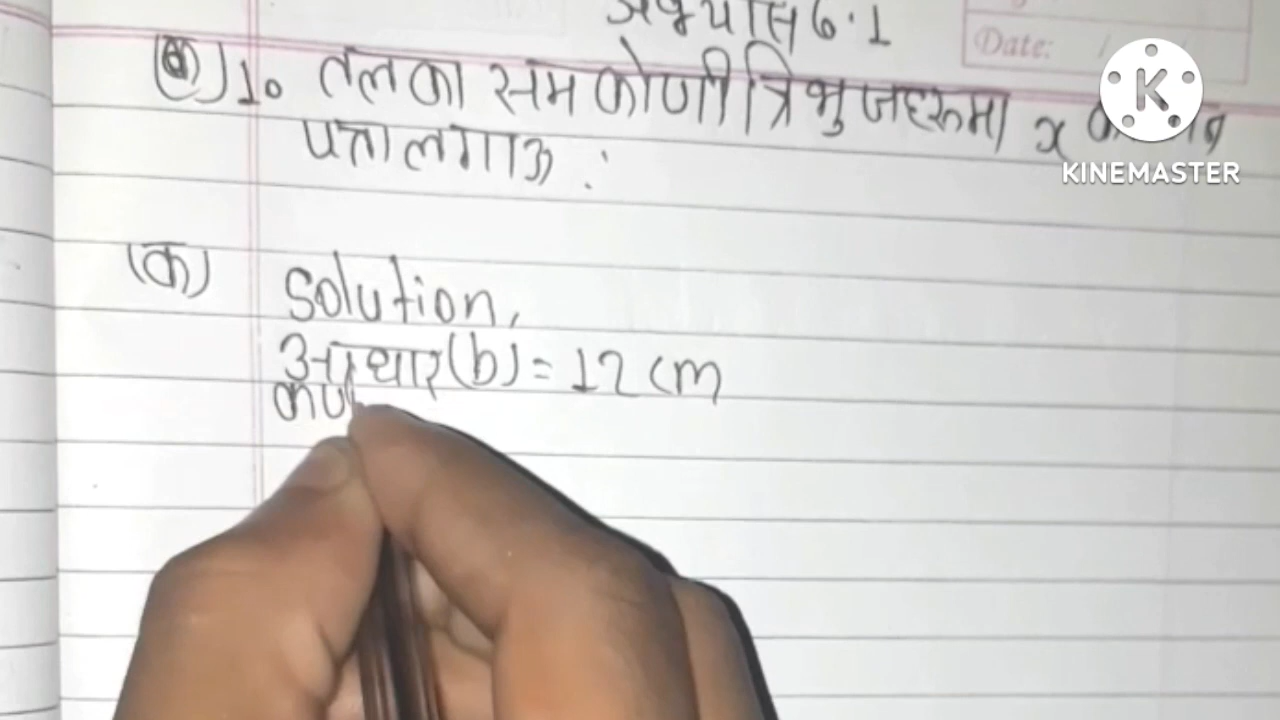 अभ्यास 6.1
Date: /
(क) 1. तलका समकोणी त्रिभुजहरूमा x को मान
पत्ता लगाऊ :
KINEMASTER
(क) Solution,
आधार (b) = 12 cm